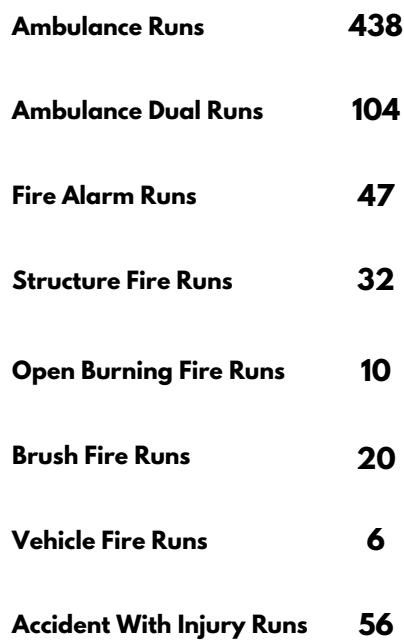 Ambulance Runs 438
Ambulance Dual Runs 104
Fire Alarm Runs 47
Structure Fire Runs 32
Open Burning Fire Runs 10
Brush Fire Runs 20
Vehicle Fire Runs 6
Accident With Injury Runs 56